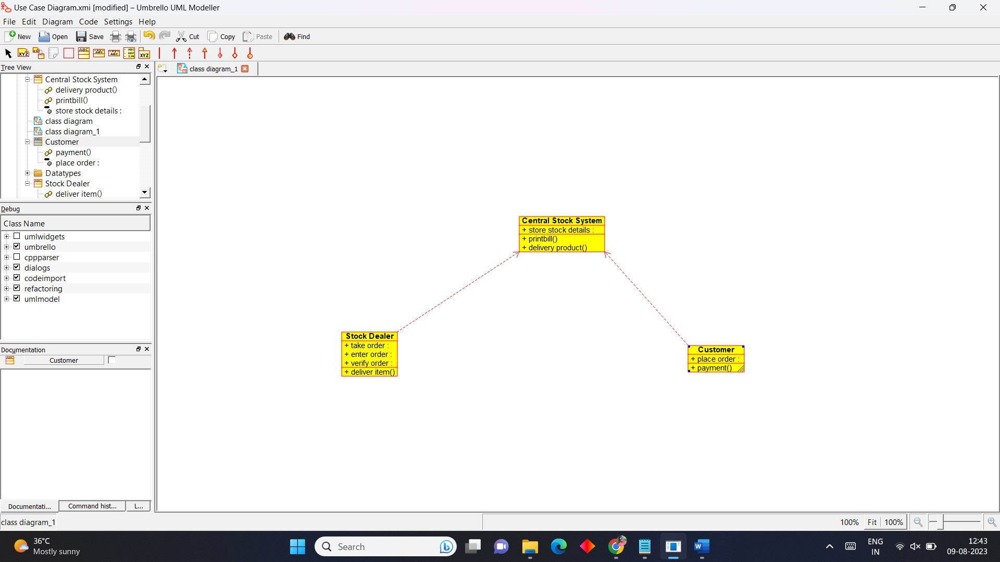 Use Case Diagram.xmi [modified] – Umbrello UML Modeller
File Edit Diagram Code Settings Help
New Open Save Cut Copy Paste Find
XYZ XYZ ABC ABC XYZ
Tree View
class diagram_1
Central Stock System
delivery product()
printbill()
store stock details :
class diagram
class diagram_1
Customer
payment()
place order :
Datatypes
Stock Dealer
deliver item()
Debug
Class Name
umlwidgets
umbrello
cppparser
dialogs
codeimport
refactoring
umlmodel
Documentation
Customer
Documentati... Command hist... L...
Central Stock System
+ store stock details :
+ printbill()
+ delivery product()
Stock Dealer
+ take order :
+ enter order :
+ verify order :
+ deliver item()
Customer
+ place order :
+ payment()
class diagram_1
100% Fit 100%
36°C
Mostly sunny
Search
W
ENG
IN
12:43
09-08-2023